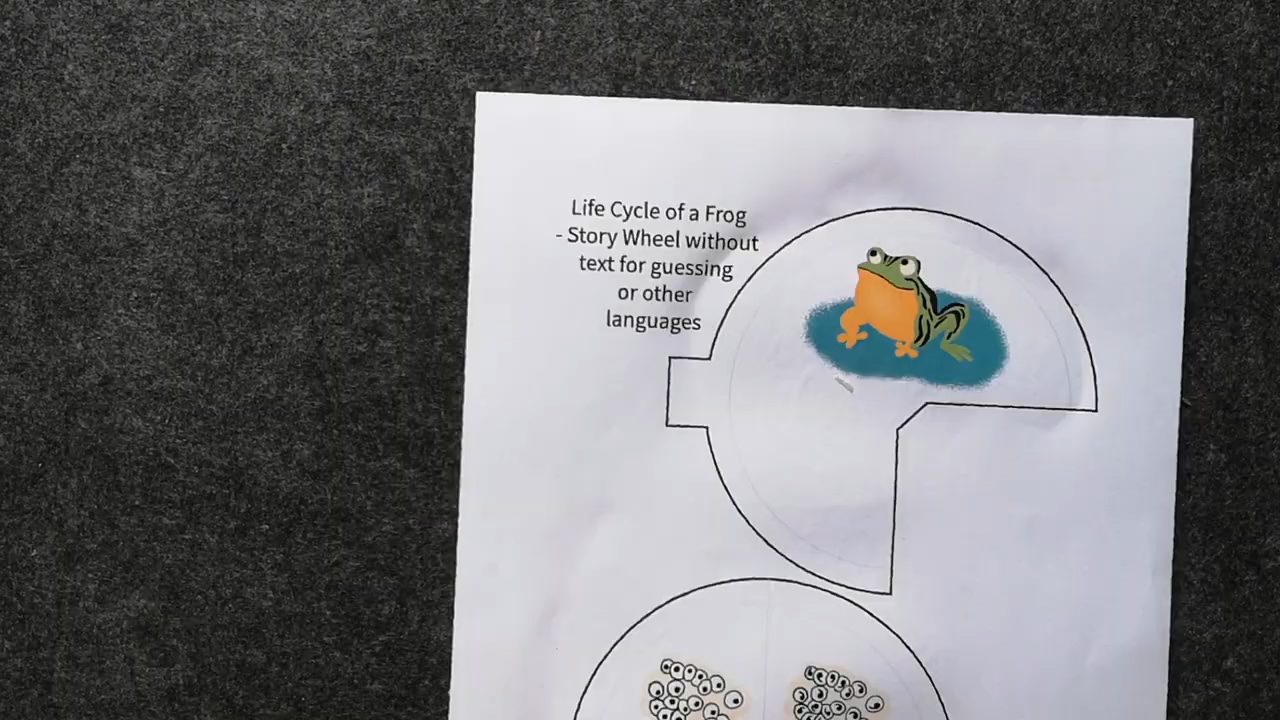 Life Cycle of a Frog
- Story Wheel without
text for guessing
or other
languages